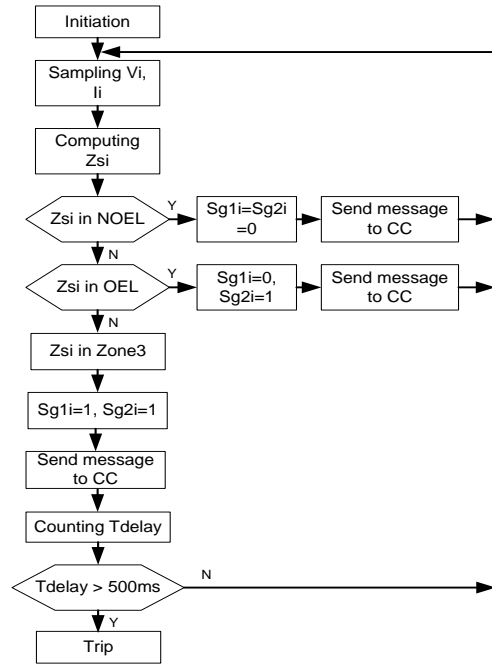 Initiation
Sampling Vi,
Ii
Computing
Zsi
Zsi in NOEL
Y
Sg1i=Sg2i
=0
Send message
to CC
N
Zsi in OEL
Y
Sg1i=0,
Sg2i=1
Send message
to CC
N
Zsi in Zone3
Sg1i=1, Sg2i=1
Send message
to CC
Counting Tdelay
Tdelay > 500ms
N
Y
Trip